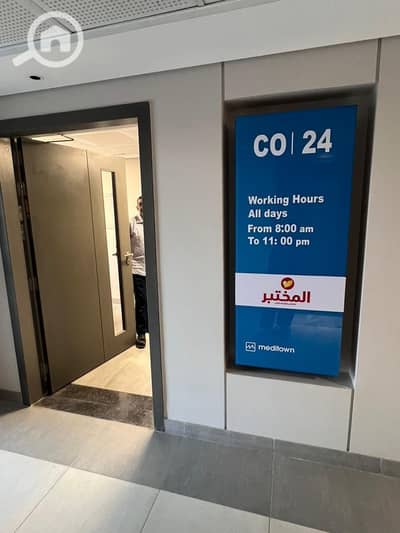 CO | 24
Working Hours
All days
From 8:00 am
To 11: 00 pm
المختبر
meditown